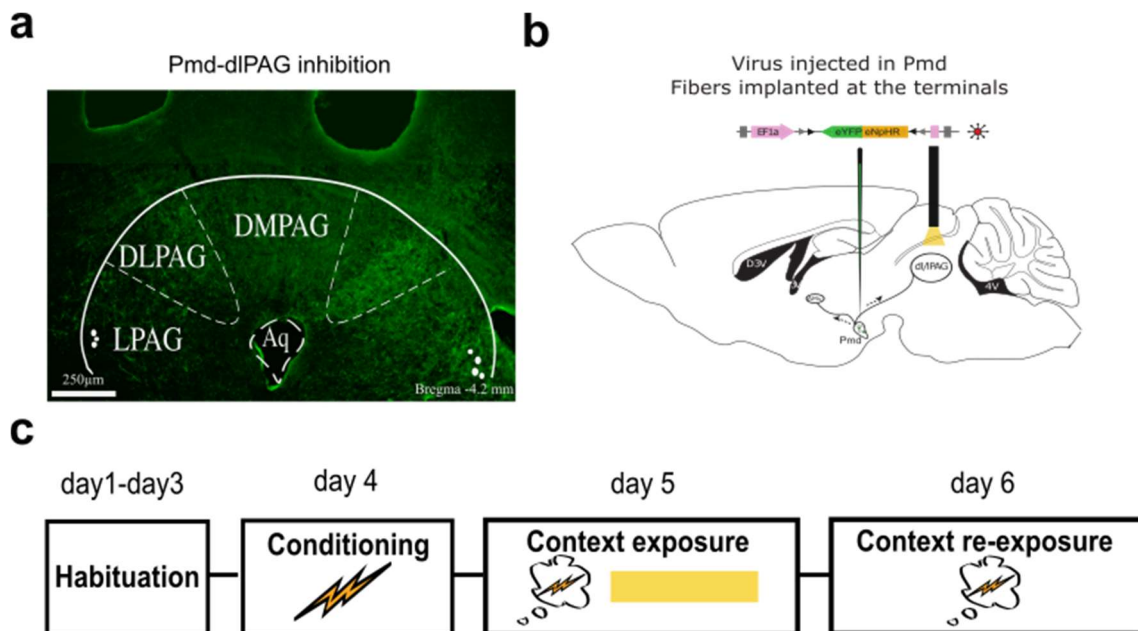 a
Pmd-dlPAG inhibition
DMPAG
DLPAG
LPAG
Aq
250μm
Bregma -4.2 mm
b
Virus injected in Pmd
Fibers implanted at the terminals
EF1a
eYFP eNpHR
D3V
dl/lPAG
4V
Pmd
c
day1-day3
day 4
day 5
day 6
Habituation
Conditioning
Context exposure
Context re-exposure